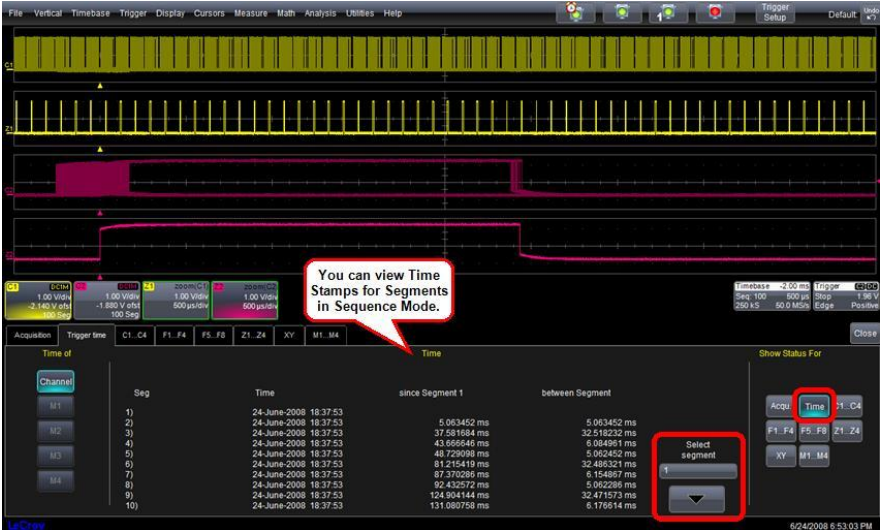 File Vertical Timebase Trigger Display Cursors Measure Math Analysis Utilities Help
1
Trigger Setup
Default
Undo
C1
Z1
C1 DC1M
1.00 V/div
-2.140 V ofst
100 Seg
DC1M
1.00 V/div
-1.880 V ofst
100 Seg
Z1 zoom(C1)
1.00 V/div
500 µs/div
zoom(C2)
1.00 V/div
500 µs/div
You can view Time
Stamps for Segments
in Sequence Mode.
Timebase -2.00 ms
Seq: 100 500 µs
250 kS 50.0 MS/s
Trigger C2 DC
Stop 1.96 V
Edge Positive
Acquisition Trigger time C1...C4 F1...F4 F5...F8 Z1...Z4 XY M1...M4
Close
Time of
Time
Show Status For
Channel
M1
M2
M3
M4
Seg Time since Segment 1 between Segment
1) 24-June-2008 18:37:53
2) 24-June-2008 18:37:53 5.063452 ms 5.063452 ms
3) 24-June-2008 18:37:53 37.581684 ms 32.518232 ms
4) 24-June-2008 18:37:53 43.666646 ms 6.084961 ms
5) 24-June-2008 18:37:53 48.729098 ms 5.062452 ms
6) 24-June-2008 18:37:53 81.215419 ms 32.486321 ms
7) 24-June-2008 18:37:53 87.370286 ms 6.154867 ms
8) 24-June-2008 18:37:53 92.432572 ms 5.062286 ms
9) 24-June-2008 18:37:53 124.904144 ms 32.471573 ms
10) 24-June-2008 18:37:53 131.080758 ms 6.176614 ms
Select
segment
1
Acqu. Time C1...C4
F1...F4 F5...F8 Z1...Z4
XY M1...M4
LeCroy
6/24/2008 6:53:03 PM